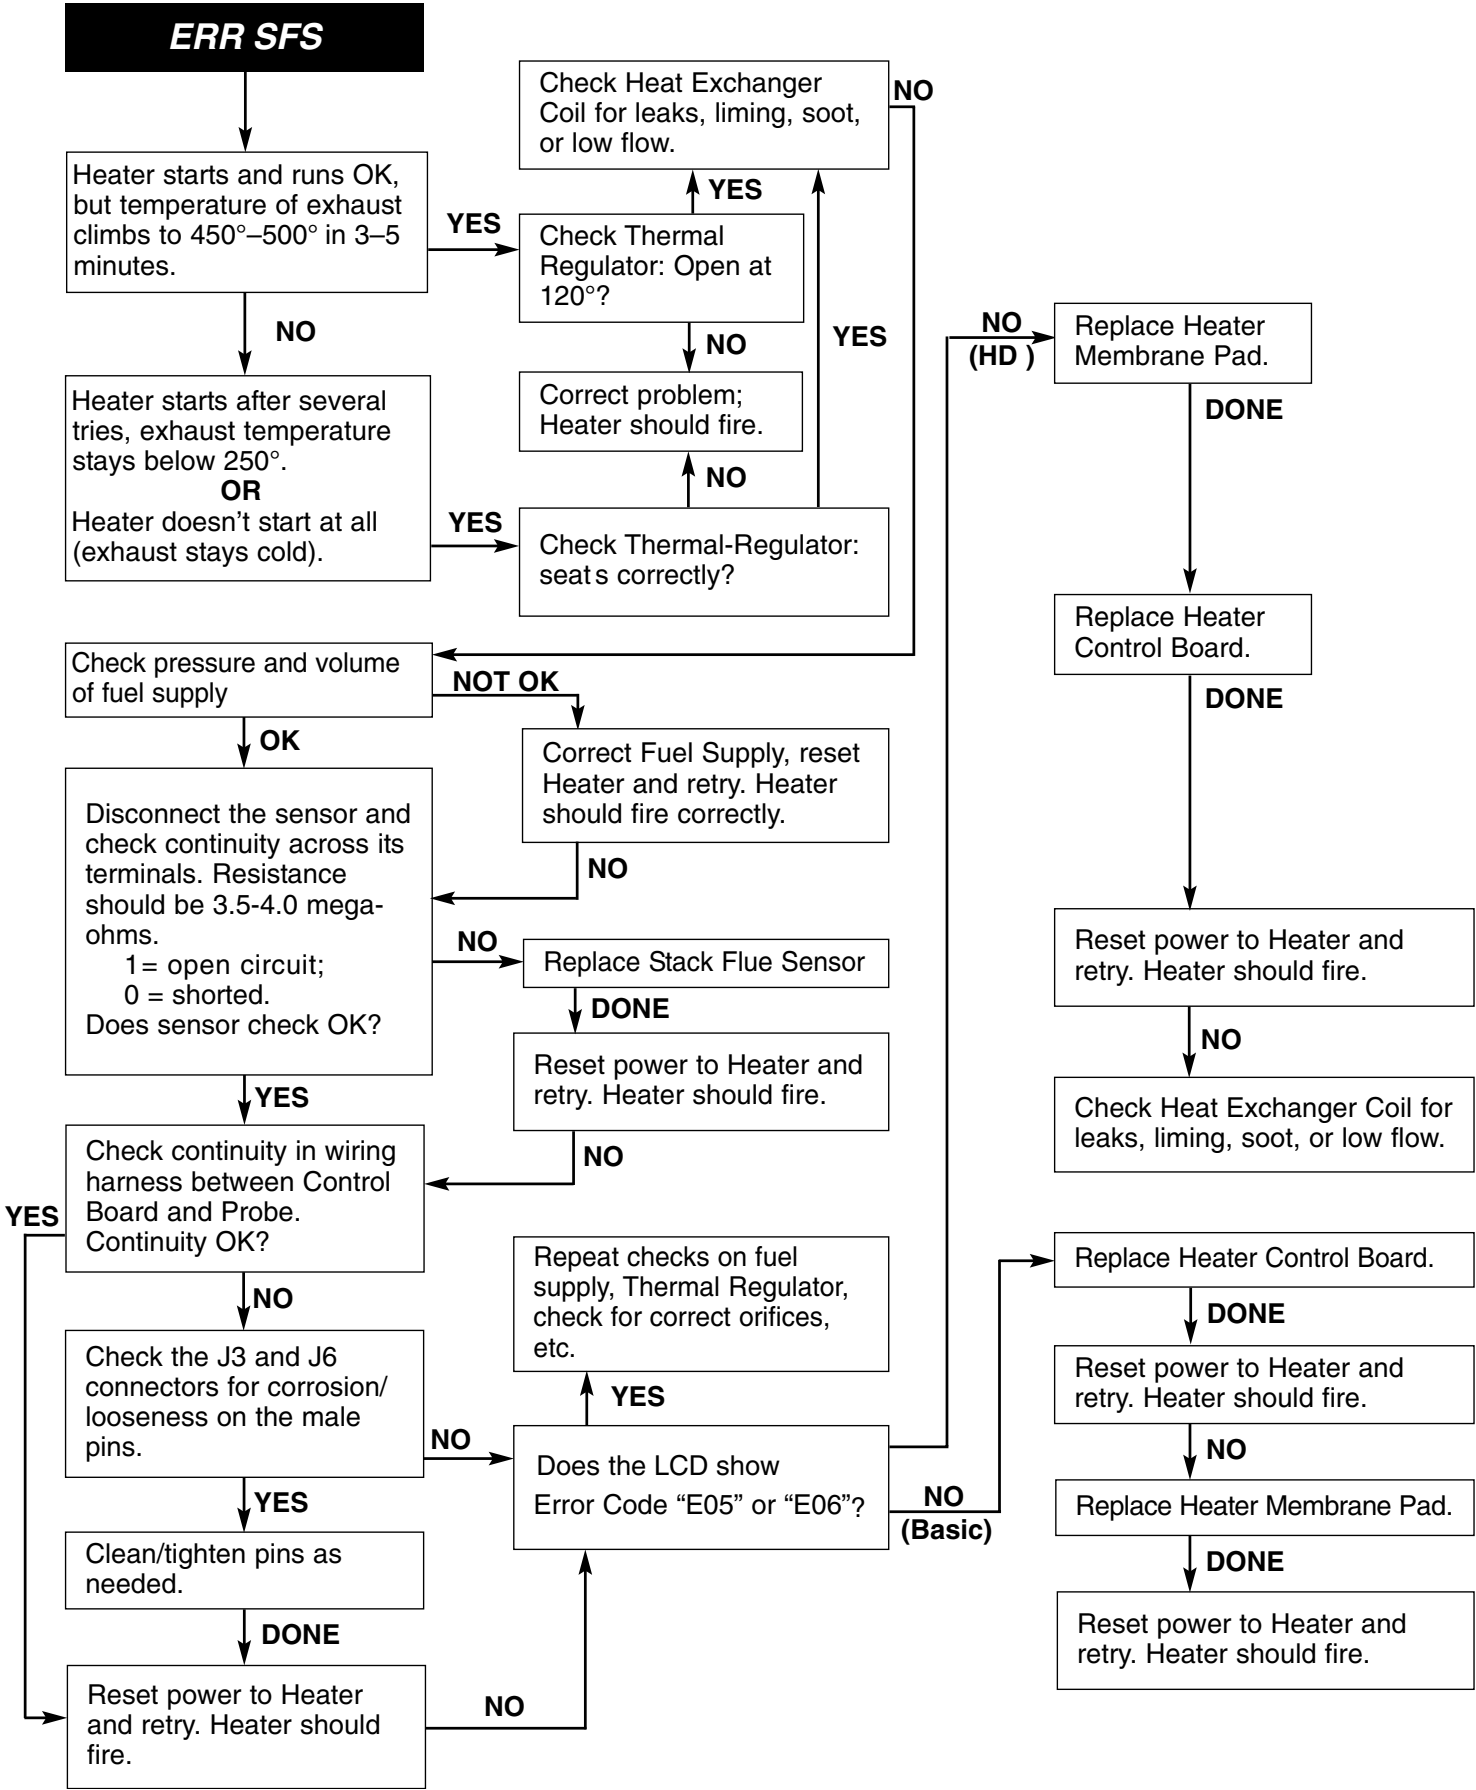 ERR SFS
Heater starts and runs OK,
but temperature of exhaust
climbs to 450°–500° in 3–5
minutes.
YES
NO
Check Heat Exchanger
Coil for leaks, liming, soot,
or low flow.
NO
YES
Check Thermal
Regulator: Open at
120°?
NO
YES
Correct problem;
Heater should fire.
NO
Heater starts after several
tries, exhaust temperature
stays below 250°.
OR
Heater doesn't start at all
(exhaust stays cold).
YES
Check Thermal-Regulator:
seats correctly?
Check pressure and volume
of fuel supply
NOT OK
OK
Correct Fuel Supply, reset
Heater and retry. Heater
should fire correctly.
NO
Disconnect the sensor and
check continuity across its
terminals. Resistance
should be 3.5-4.0 mega-
ohms.
1= open circuit;
0 = shorted.
Does sensor check OK?
NO
Replace Stack Flue Sensor
DONE
Reset power to Heater and
retry. Heater should fire.
NO
YES
Check continuity in wiring
harness between Control
Board and Probe.
Continuity OK?
YES
NO
Check the J3 and J6
connectors for corrosion/
looseness on the male
pins.
NO
YES
Clean/tighten pins as
needed.
DONE
Reset power to Heater
and retry. Heater should
fire.
NO
Repeat checks on fuel
supply, Thermal Regulator,
check for correct orifices,
etc.
YES
Does the LCD show
Error Code “E05” or “E06”?
NO
(Basic)
NO
(HD )
Replace Heater
Membrane Pad.
DONE
Replace Heater
Control Board.
DONE
Reset power to Heater and
retry. Heater should fire.
NO
Check Heat Exchanger Coil for
leaks, liming, soot, or low flow.
Replace Heater Control Board.
DONE
Reset power to Heater and
retry. Heater should fire.
NO
Replace Heater Membrane Pad.
DONE
Reset power to Heater and
retry. Heater should fire.